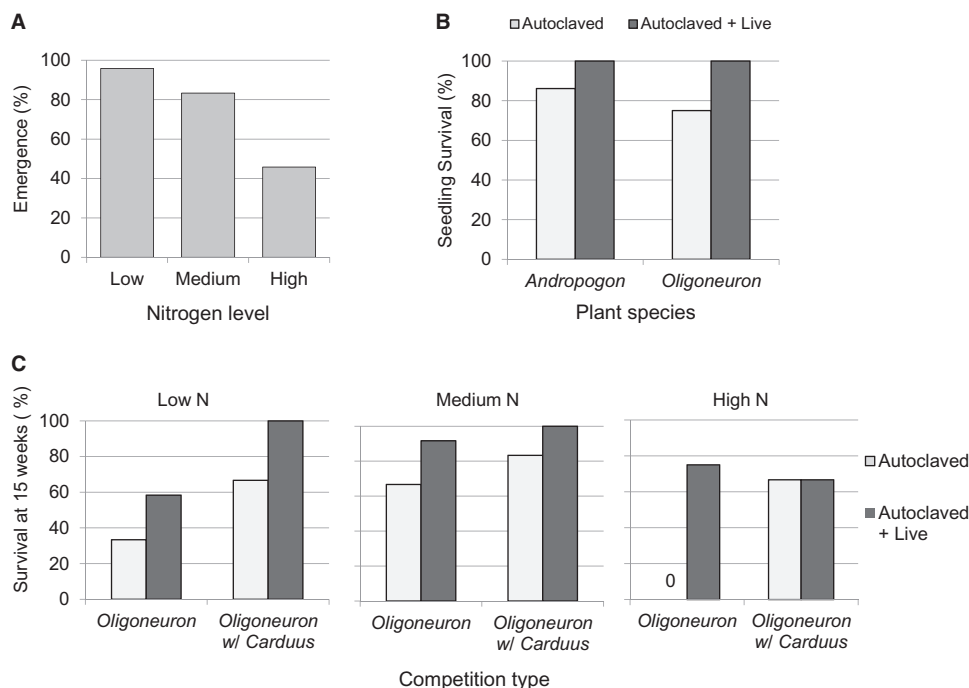 A
Emergence (%)
100
80
60
40
20
0
Low Medium High
Nitrogen level
B
Autoclaved Autoclaved + Live
Seedling Survival (%)
100
80
60
40
20
0
Andropogon Oligoneuron
Plant species
C
Survival at 15 weeks ( %)
Low N Medium N High N
100
80
60
40
20
0
0
Oligoneuron Oligoneuron
w/ Carduus
Oligoneuron Oligoneuron
w/ Carduus
Oligoneuron Oligoneuron
w/ Carduus
Autoclaved
Autoclaved
+ Live
Competition type